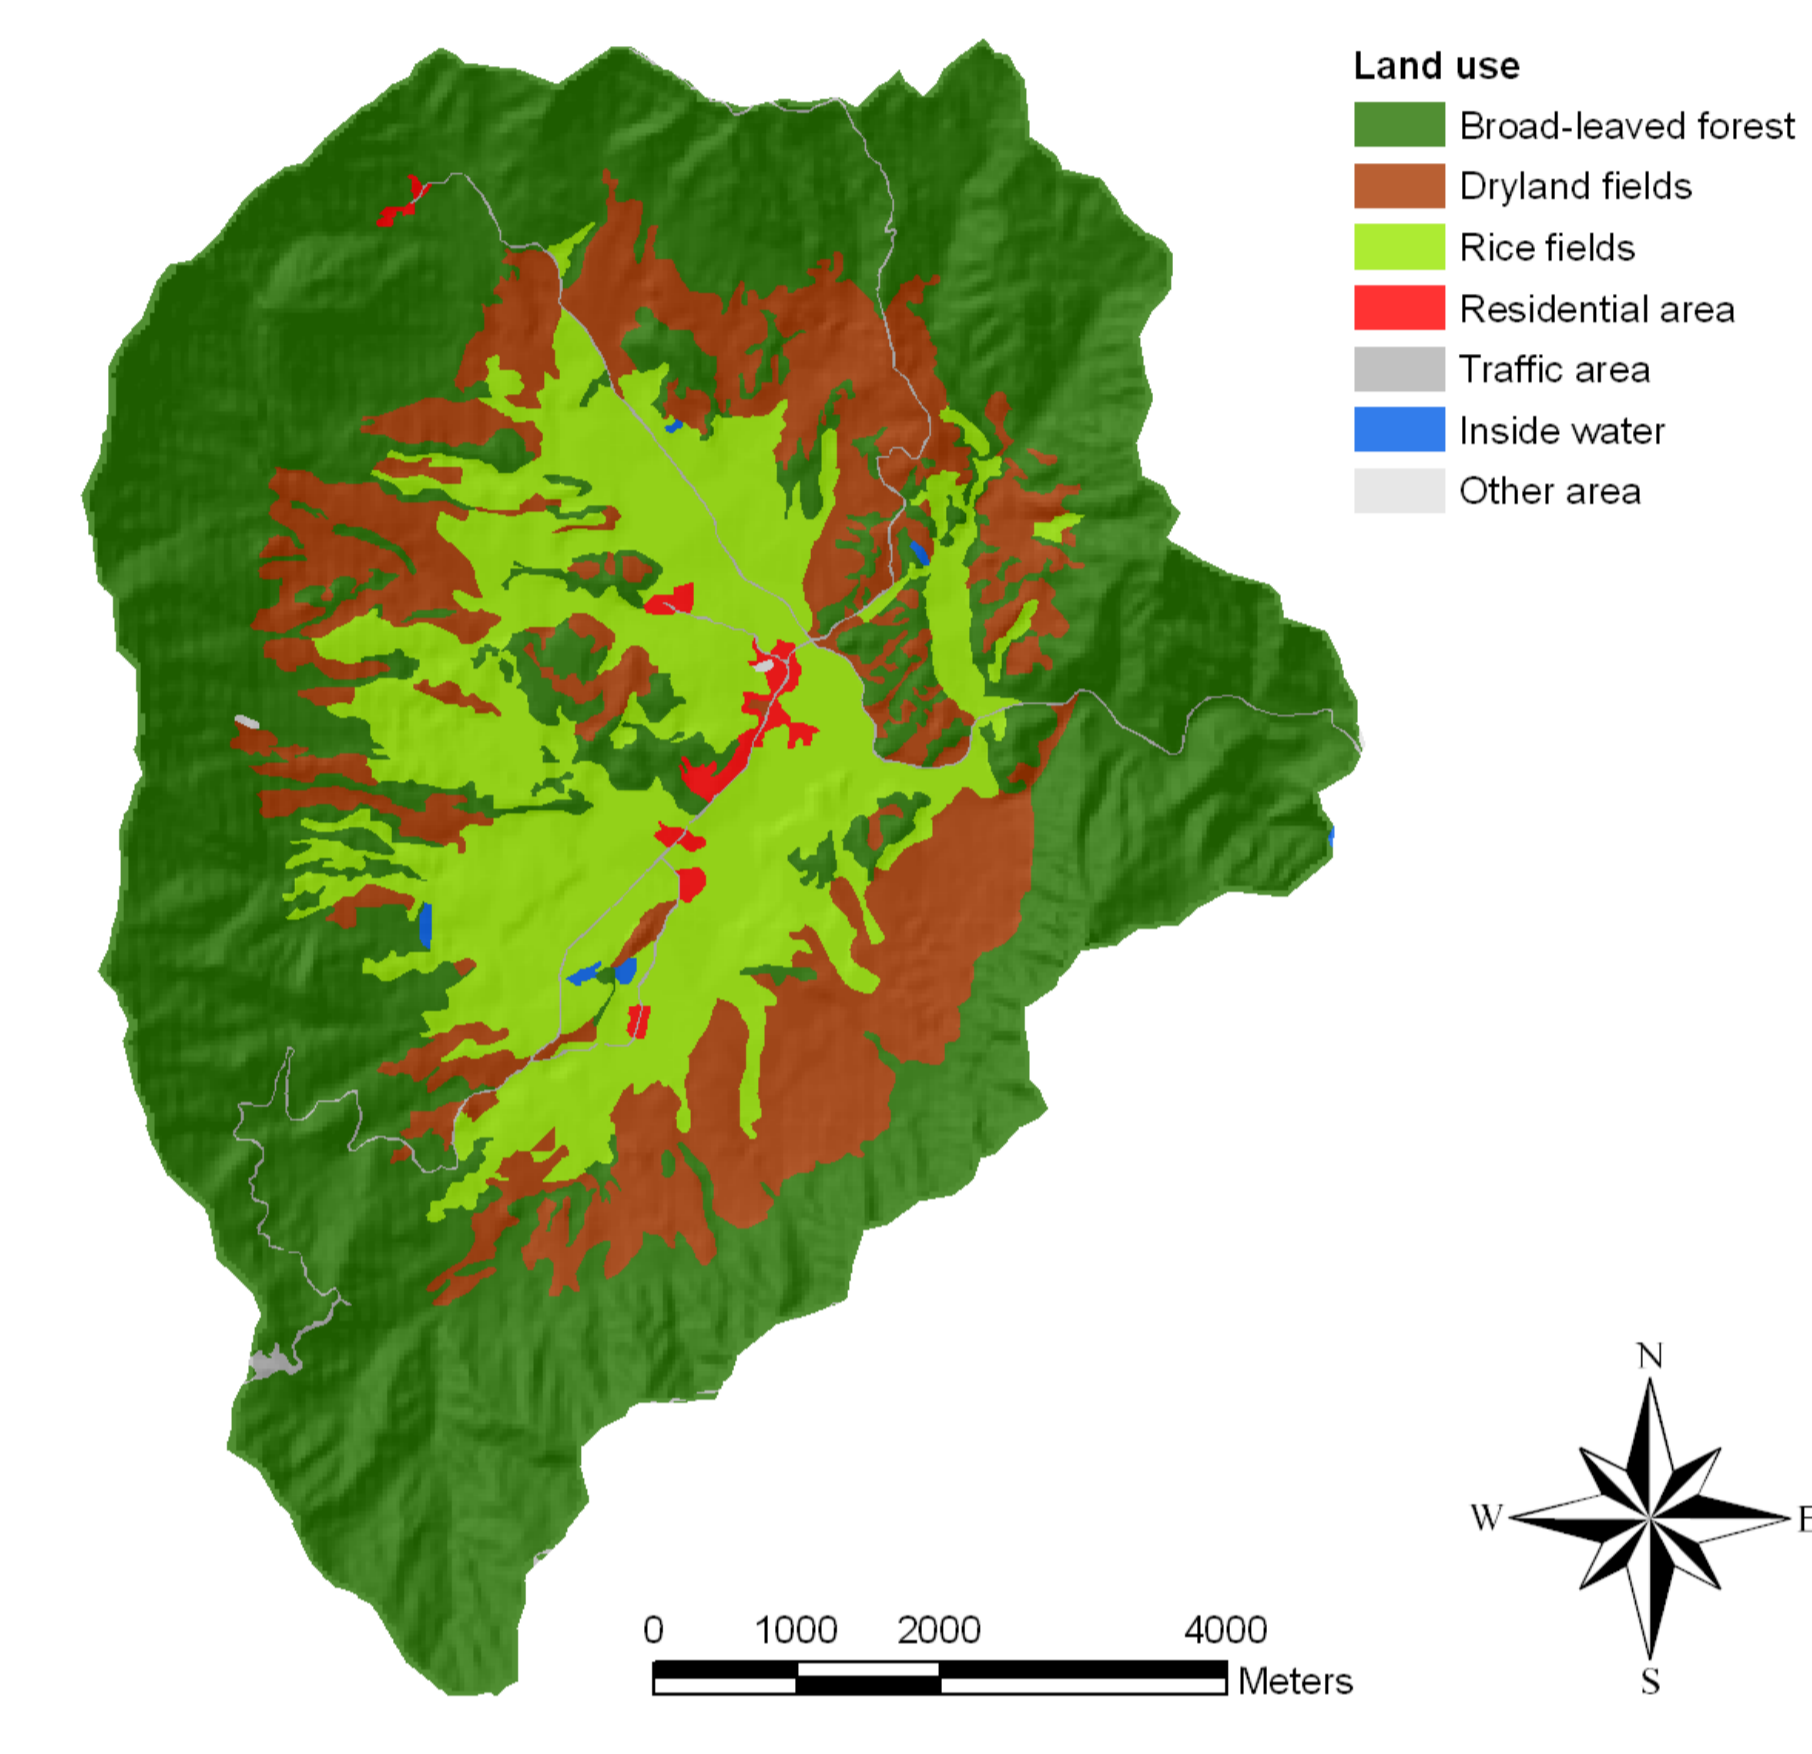 Land use
Broad-leaved forest
Dryland fields
Rice fields
Residential area
Traffic area
Inside water
Other area
N
W E
S
0 1000 2000 4000
Meters